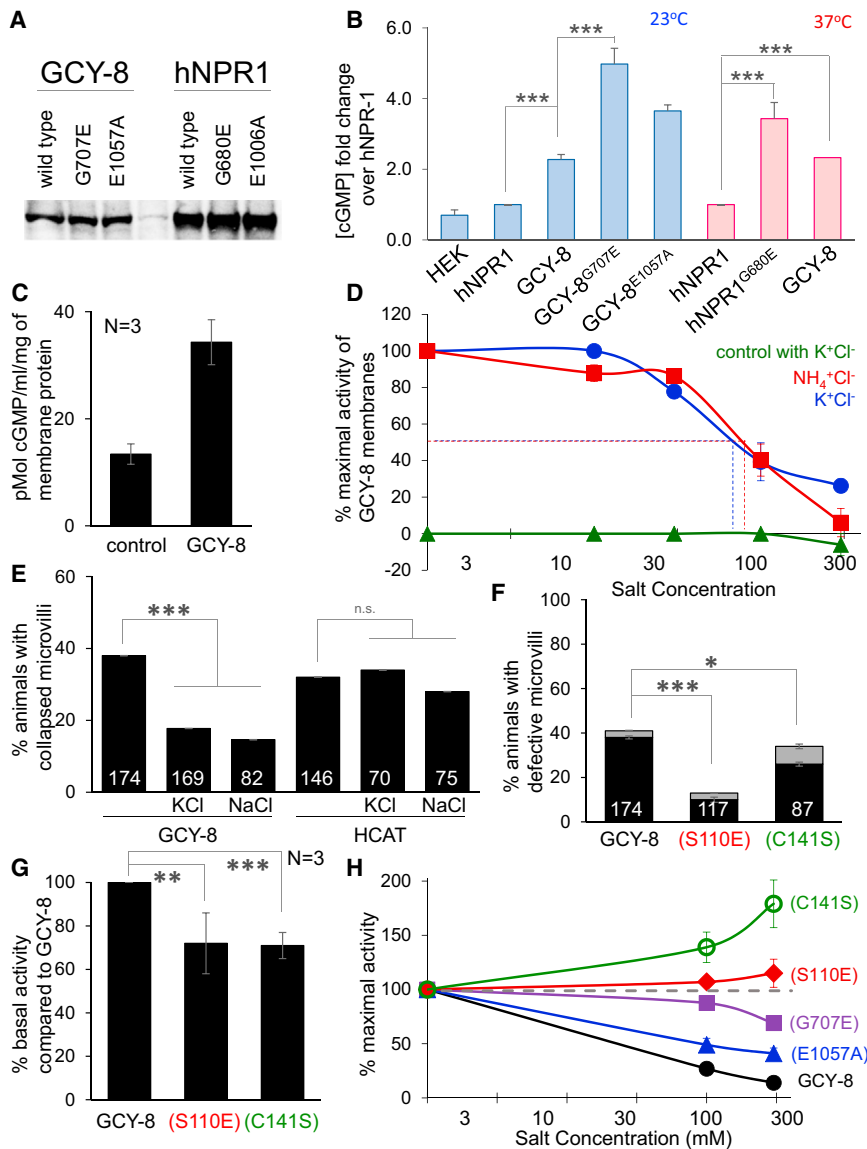 A
GCY-8 hNPR1
wild type G707E E1057A wild type G680E E1006A
B
23°C 37°C
[cGMP] fold change
over hNPR-1
6.0
4.0
2.0
0.0
*** *** *** ***
HEK hNPR1 GCY-8 GCY-8G707E GCY-8E1057A hNPR1 hNPR1G680E GCY-8
C
N=3
pMol cGMP/ml/mg of
membrane protein
40
20
0
control GCY-8
D
% maximal activity of
GCY-8 membranes
120
100
80
60
40
20
0
-20
control with K+Cl-
NH4+Cl-
K+Cl-
3 10 30 100 300
Salt Concentration
E
% animals with
collapsed microvilli
60
40
20
0
*** n.s.
174 169 82 146 70 75
KCl NaCl KCl NaCl
GCY-8 HCAT
F
% animals with
defective microvilli
100
80
60
40
20
0
*
***
174 117 87
GCY-8 (S110E) (C141S)
G
N=3
% basal activity
compared to GCY-8
100
80
60
40
20
0
** ***
GCY-8 (S110E) (C141S)
H
% maximal activity
200
150
100
50
0
(C141S)
(S110E)
(G707E)
(E1057A)
GCY-8
3 10 30 100 300
Salt Concentration (mM)